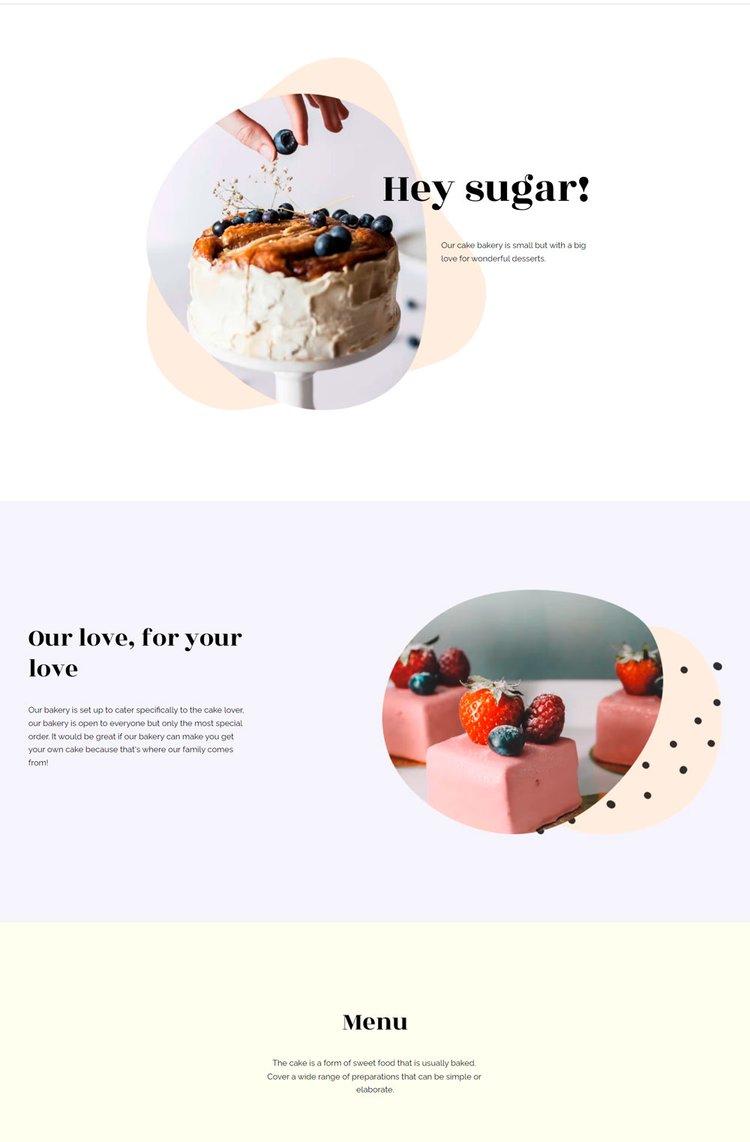 Hey sugar!
Our cake bakery is small but with a big
love for wonderful desserts.
Our love, for your
love
Our bakery is set up to cater specifically to the cake lover,
our bakery is open to everyone but only the most special
order. It would be great if our bakery can make you get
your own cake because that's where our family comes
from!
Menu
The cake is a form of sweet food that is usually baked.
Cover a wide range of preparations that can be simple or
elaborate.